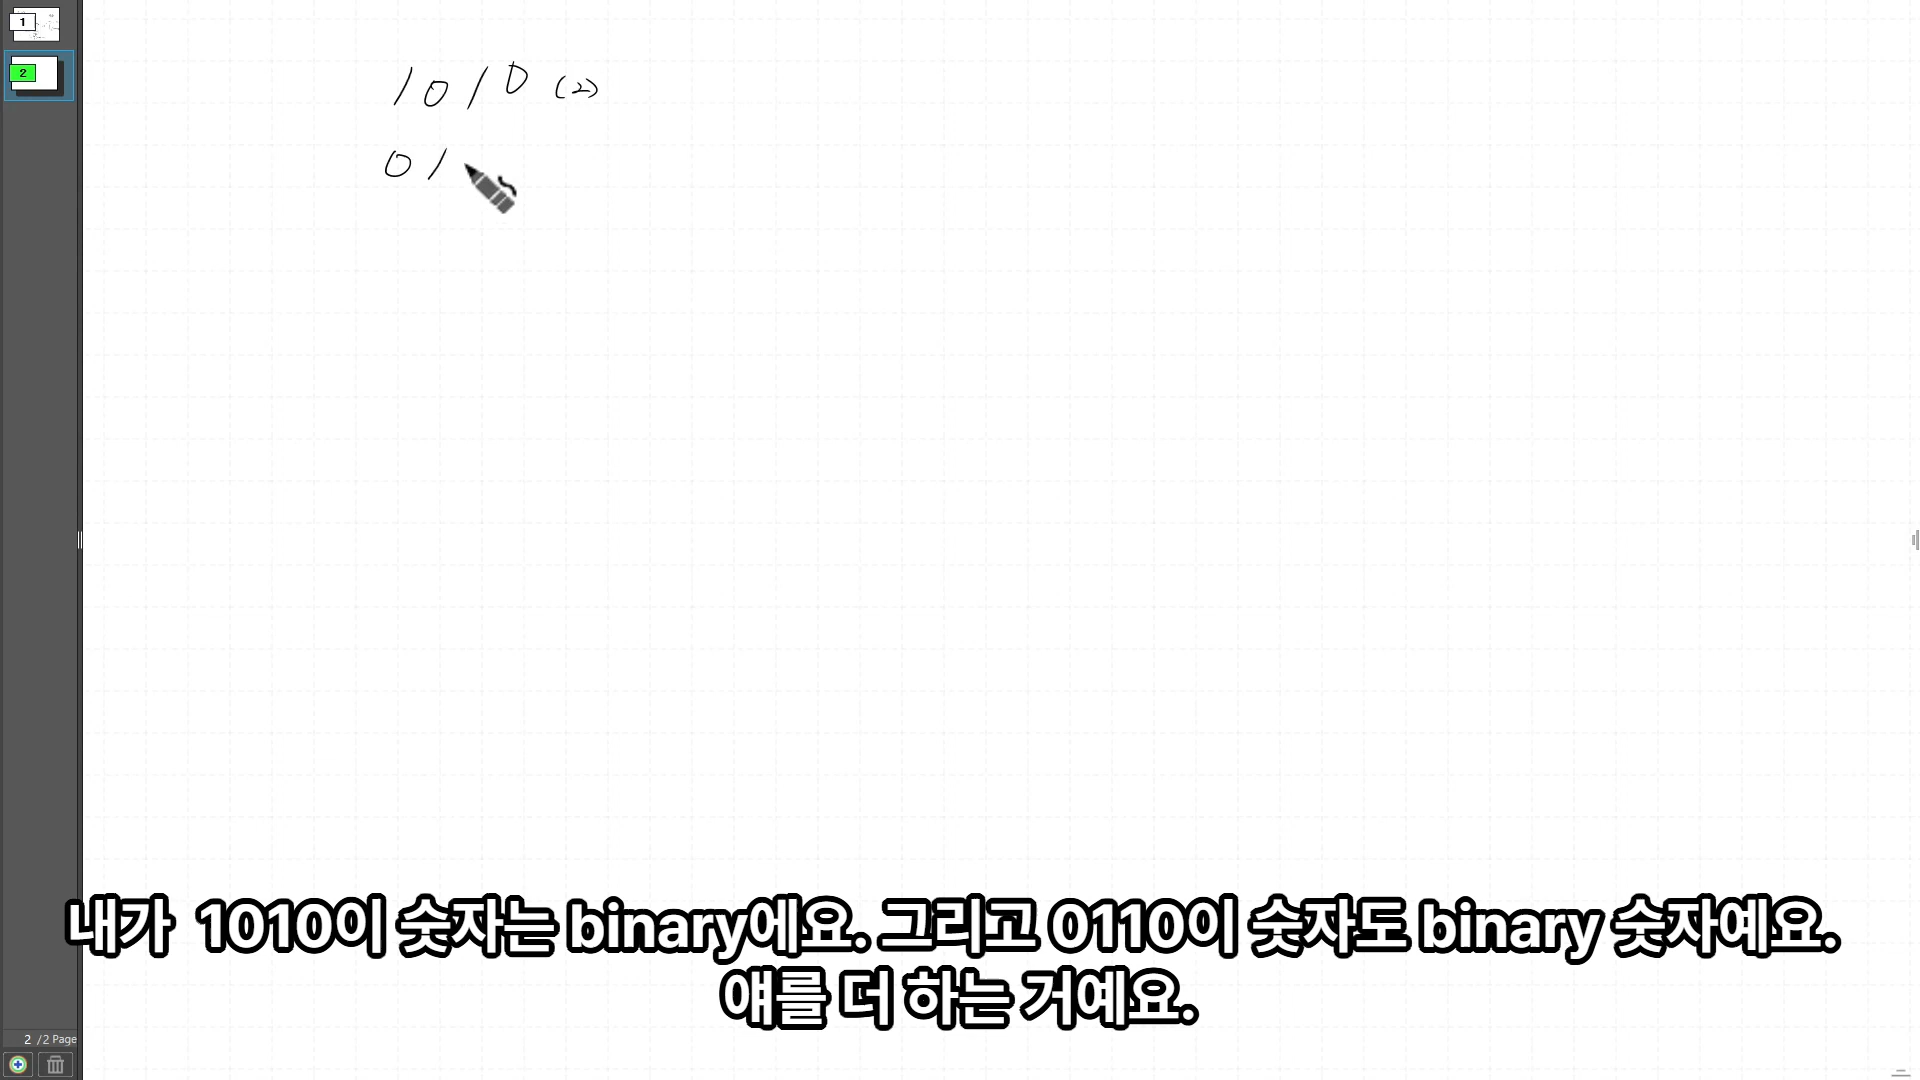 1
2
1010 (2)
01
내가 1010이 숫자는 binary에요. 그리고 0110이 숫자도 binary 숫자예요.
얘를 더 하는 거예요.
2 /2 Page